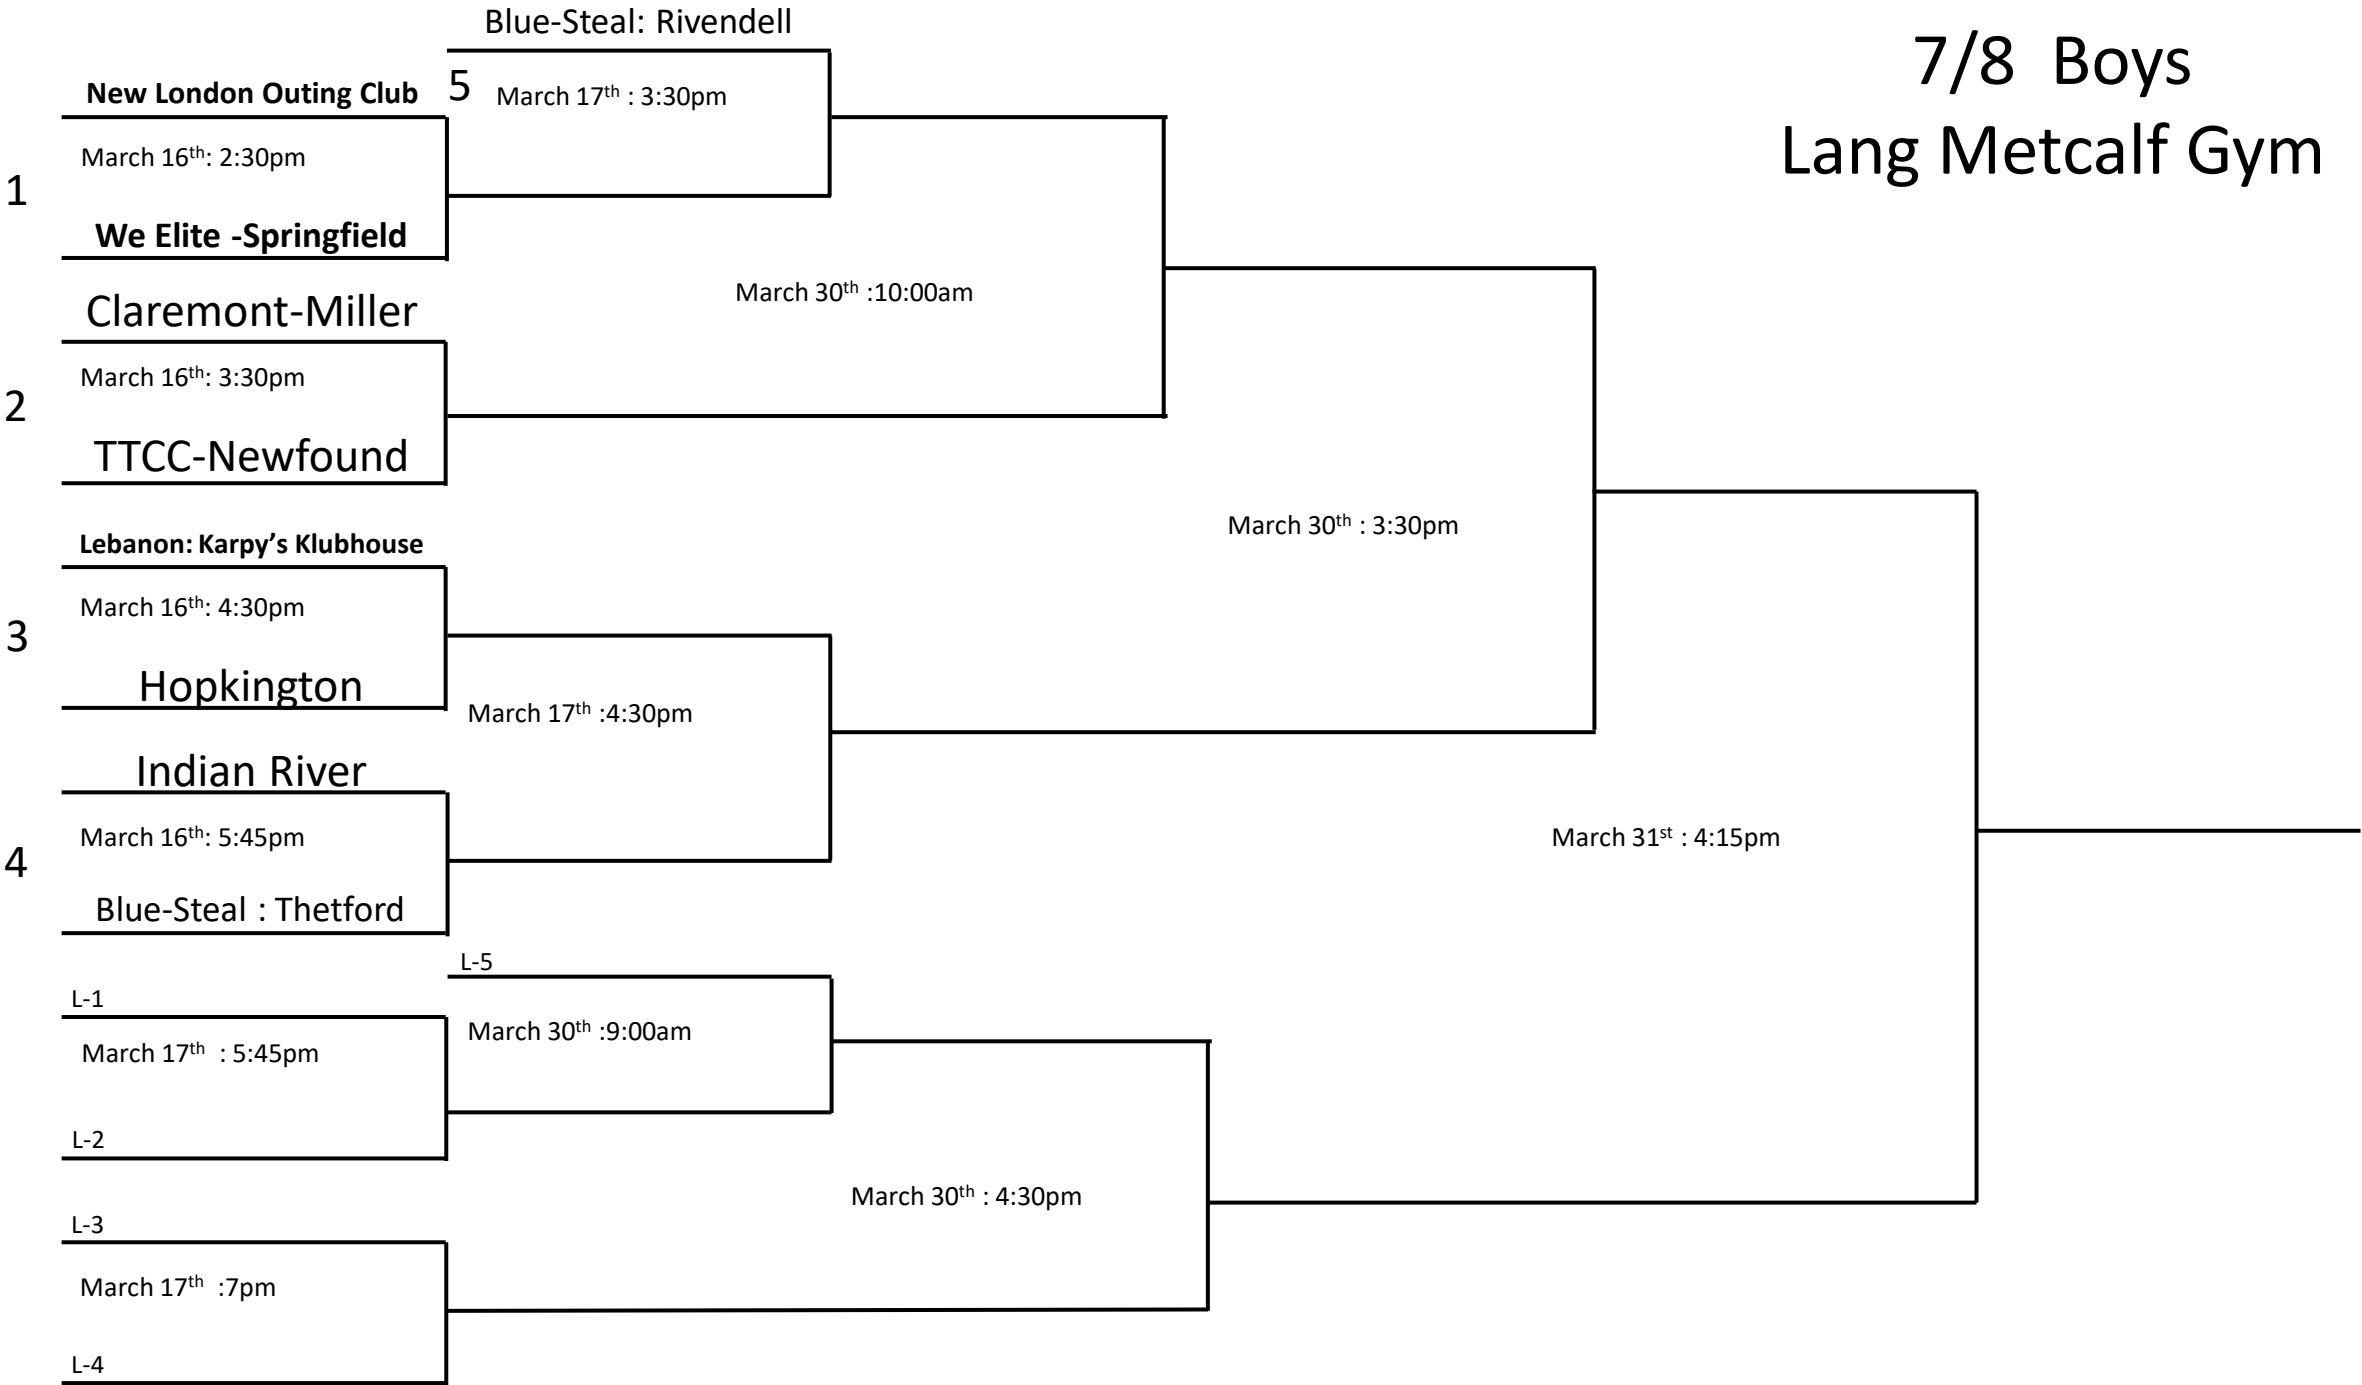 Blue-Steal: Rivendell
7/8 Boys
Lang Metcalf Gym
New London Outing Club
5
March 17th : 3:30pm
March 16th: 2:30pm
1
We Elite -Springfield
Claremont-Miller
March 30th :10:00am
March 16th: 3:30pm
2
TTCC-Newfound
Lebanon: Karpy's Klubhouse
March 30th : 3:30pm
March 16th: 4:30pm
3
Hopkington
March 17th :4:30pm
Indian River
March 16th: 5:45pm
4
March 31st : 4:15pm
Blue-Steal : Thetford
L-5
L-1
March 30th :9:00am
March 17th : 5:45pm
L-2
March 30th : 4:30pm
L-3
March 17th :7pm
L-4